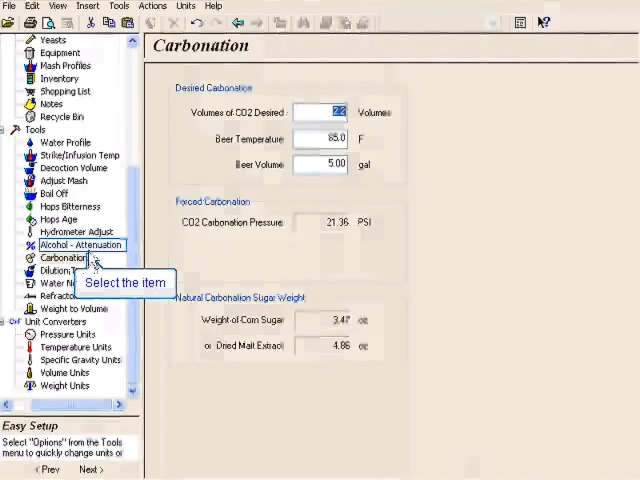 File Edit View Insert Tools Actions Units Help
Yeasts
Equipment
Mash Profiles
Inventory
Shopping List
Notes
Recycle Bin
Tools
Water Profile
Strike/Infusion Temp
Decoction Volume
Adjust Mash
Boil Off
Hops Bitterness
Hops Age
Hydrometer Adjust
Alcohol - Attenuation
Carbonation
Dilution
Select the item
Water
Refracto
Weight to Volume
Unit Converters
Pressure Units
Temperature Units
Specific Gravity Units
Volume Units
Weight Units
Easy Setup
Select "Options" from the Tools
menu to quickly change units or
Prev Next
Carbonation
Desired Carbonation
Volumes of CO2 Desired 2.2 Volumes
Beer Temperature 65.0 F
Beer Volume 5.00 gal
Forced Carbonation
CO2 Carbonation Pressure 21.36 PSI
Natural Carbonation Sugar Weight
Weight of Corn Sugar 3.47 oz
or Dried Malt Extract 4.86 oz